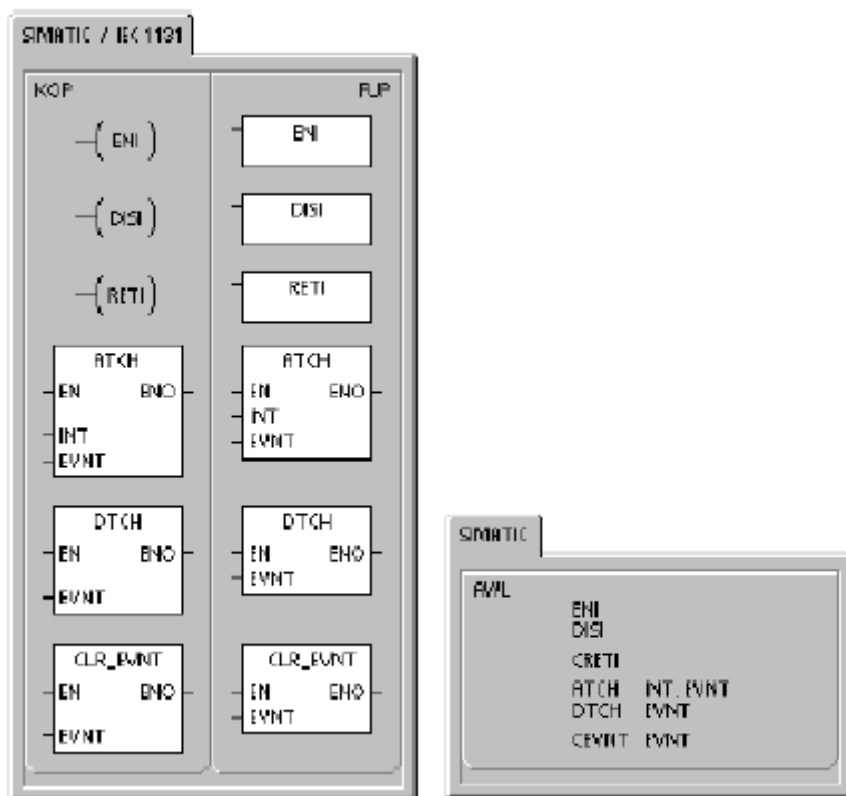 SIMATIC / IEC 1131
KOP
FUP
ENI
ENI
DISI
DISI
RETI
RETI
ATCH
EN ENO
INT
EVNT
ATCH
EN ENO
INT
EVNT
DTCH
EN ENO
EVNT
DTCH
EN ENO
EVNT
CLR_EVNT
EN ENO
EVNT
CLR_EVNT
EN ENO
EVNT
SIMATIC
AWL
ENI
DISI
CRETI
ATCH INT, EVNT
DTCH EVNT
CEVNT EVNT